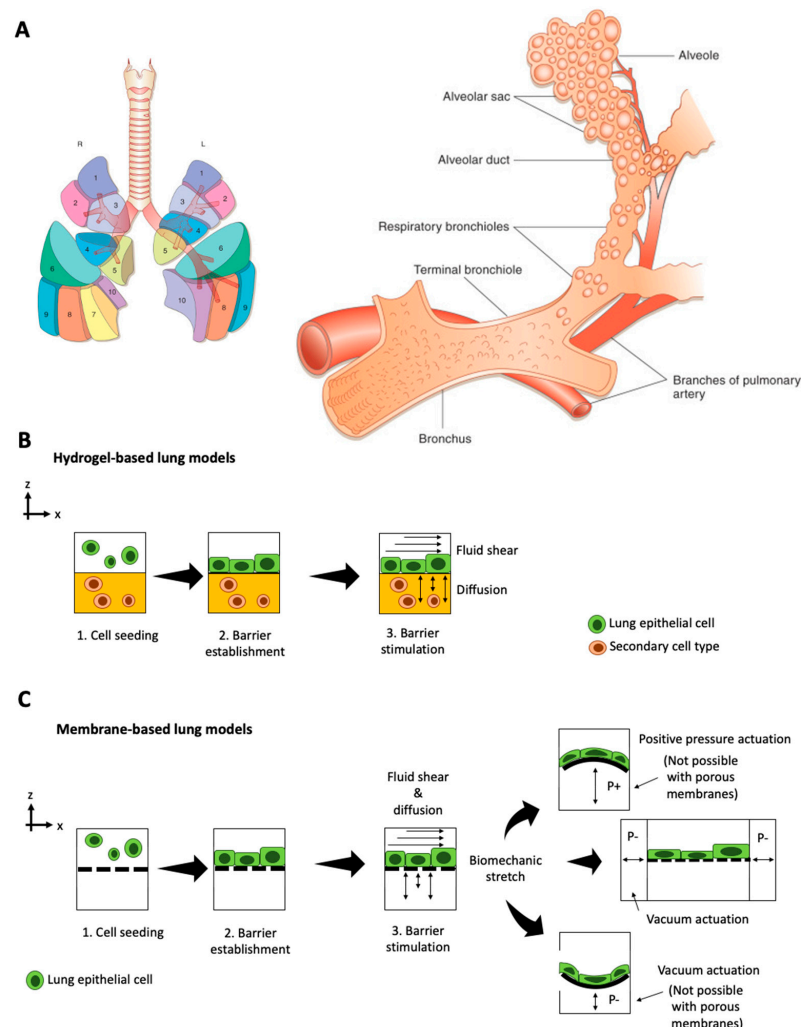 A
R
L
1
2
3
4
5
6
10
9
8
7
1
2
3
4
5
6
10
8
9
Alveole
Alveolar sac
Alveolar duct
Respiratory bronchioles
Terminal bronchiole
Branches of pulmonary
artery
Bronchus
B
Hydrogel-based lung models
Z
X
Fluid shear
Diffusion
1. Cell seeding
2. Barrier
establishment
3. Barrier
stimulation
Lung epithelial cell
Secondary cell type
C
Membrane-based lung models
Z
X
Fluid shear
&
diffusion
1. Cell seeding
2. Barrier
establishment
3. Barrier
stimulation
Biomechanic
stretch
Positive pressure actuation
(Not possible
with porous
membranes)
P+
P-
P-
Vacuum actuation
Vacuum actuation
(Not possible
with porous
membranes)
P-
Lung epithelial cell